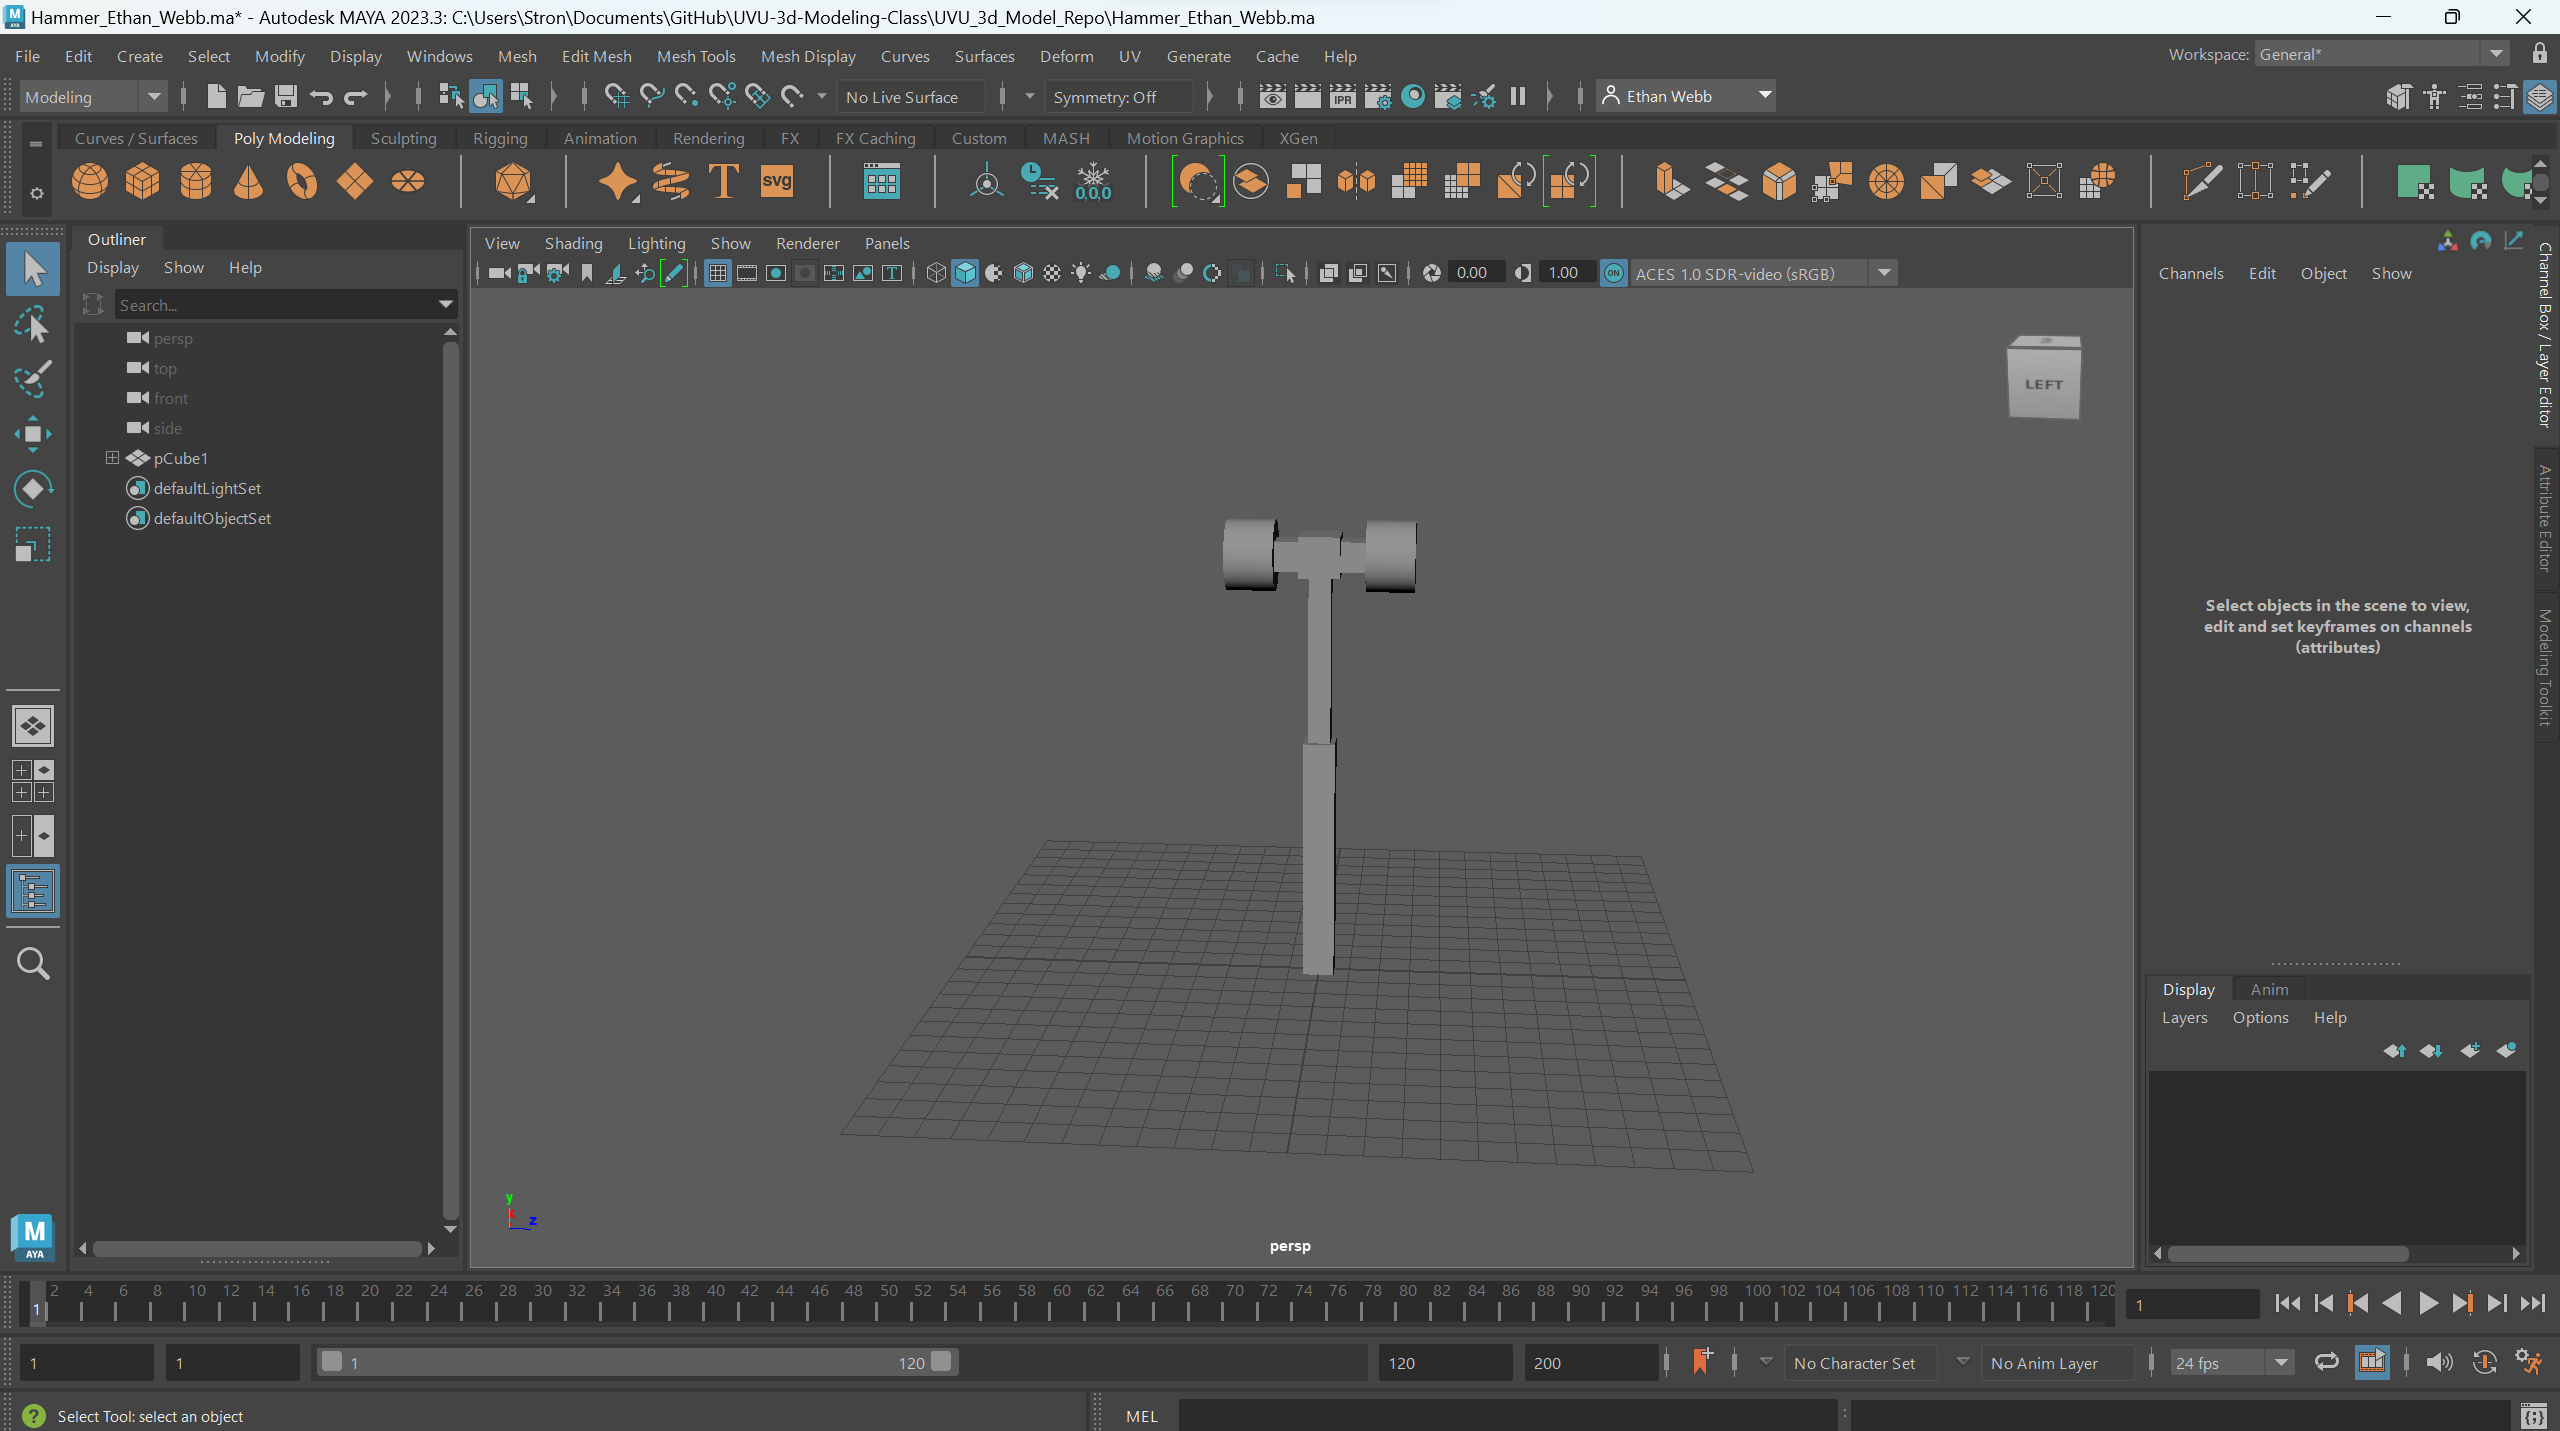 Hammer_Ethan_Webb.ma* - Autodesk MAYA 2023.3: C:\Users\Stron\Documents\GitHub\UVU-3d-Modeling-Class\UVU_3d_Model_Repo\Hammer_Ethan_Webb.ma
File Edit Create Select Modify Display Windows Mesh Edit Mesh Mesh Tools Mesh Display Curves Surfaces Deform UV Generate Cache Help
Workspace: General*
Modeling
No Live Surface
Symmetry: Off
IPR
Ethan Webb
Curves / Surfaces Poly Modeling Sculpting Rigging Animation Rendering FX FX Caching Custom MASH Motion Graphics XGen
T
svg
0,0,0
Outliner
Display Show Help
Search...
persp
top
front
side
pCube1
defaultLightSet
defaultObjectSet
View Shading Lighting Show Renderer Panels
0.00
1.00
ON
ACES 1.0 SDR-video (sRGB)
LEFT
y
x
z
persp
Channels Edit Object Show
Select objects in the scene to view,
edit and set keyframes on channels
(attributes)
Channel Box / Layer Editor
Attribute Editor
Modeling Toolkit
Display Anim
Layers Options Help
M
AYA
1 2 4 6 8 10 12 14 16 18 20 22 24 26 28 30 32 34 36 38 40 42 44 46 48 50 52 54 56 58 60 62 64 66 68 70 72 74 76 78 80 82 84 86 88 90 92 94 96 98 100 102 104 106 108 110 112 114 116 118 120
1
1
1
1 120
120
200
No Character Set
No Anim Layer
24 fps
Select Tool: select an object
MEL